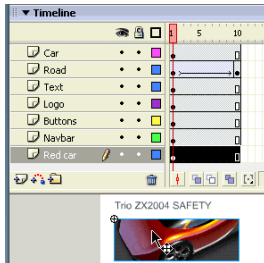 Timeline
1 5 10
Car
Road
Text
Logo
Buttons
Navbar
Red car
Trio ZX2004 SAFETY